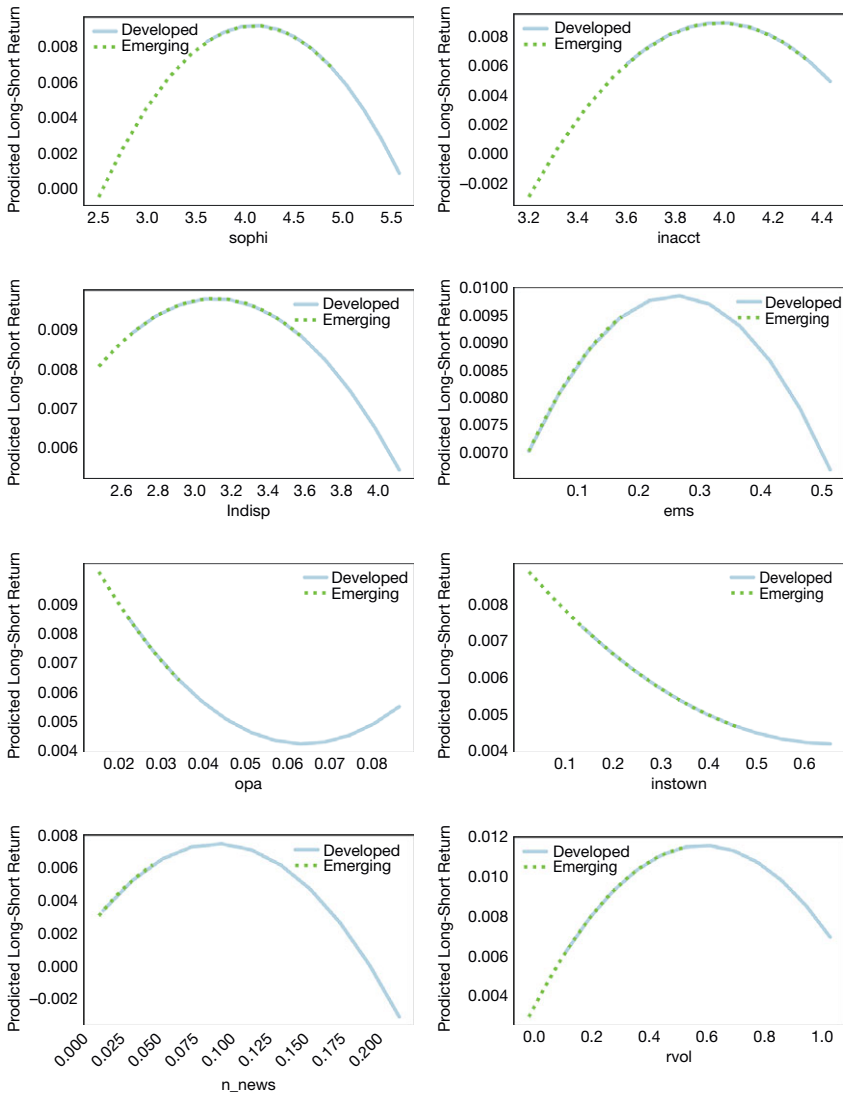 Prodicted Long-Short Return
0.008
0.006
0.004
0.002
0.000
Developed
Emerging
2.5 3.0 3.5 4.0 4.5 5.0 5.5
sophi
Prodicted Long-Short Return
0.008
0.006
0.004
0.002
0.000
−0.002
Developed
Emerging
3.2 3.4 3.6 3.8 4.0 4.2 4.4
inacct
Prodicted Long-Short Return
0.009
0.008
0.007
0.006
Developed
Emerging
2.6 2.8 3.0 3.2 3.4 3.6 3.8 4.0
Indisp
Prodicted Long-Short Return
0.0100
0.0095
0.0090
0.0085
0.0080
0.0075
0.0070
Developed
Emerging
0.1 0.2 0.3 0.4 0.5
ems
Prodicted Long-Short Return
0.009
0.008
0.007
0.006
0.005
0.004
Developed
Emerging
0.02 0.03 0.04 0.05 0.06 0.07 0.08
opa
Prodicted Long-Short Return
0.008
0.007
0.006
0.005
0.004
Developed
Emerging
0.1 0.2 0.3 0.4 0.5 0.6
instown
Prodicted Long-Short Return
0.008
0.006
0.004
0.002
0.000
−0.002
Developed
Emerging
0.000 0.025 0.050 0.075 0.100 0.125 0.150 0.175 0.200
n_news
Prodicted Long-Short Return
0.012
0.010
0.008
0.006
0.004
Developed
Emerging
0.0 0.2 0.4 0.6 0.8 1.0
rvol